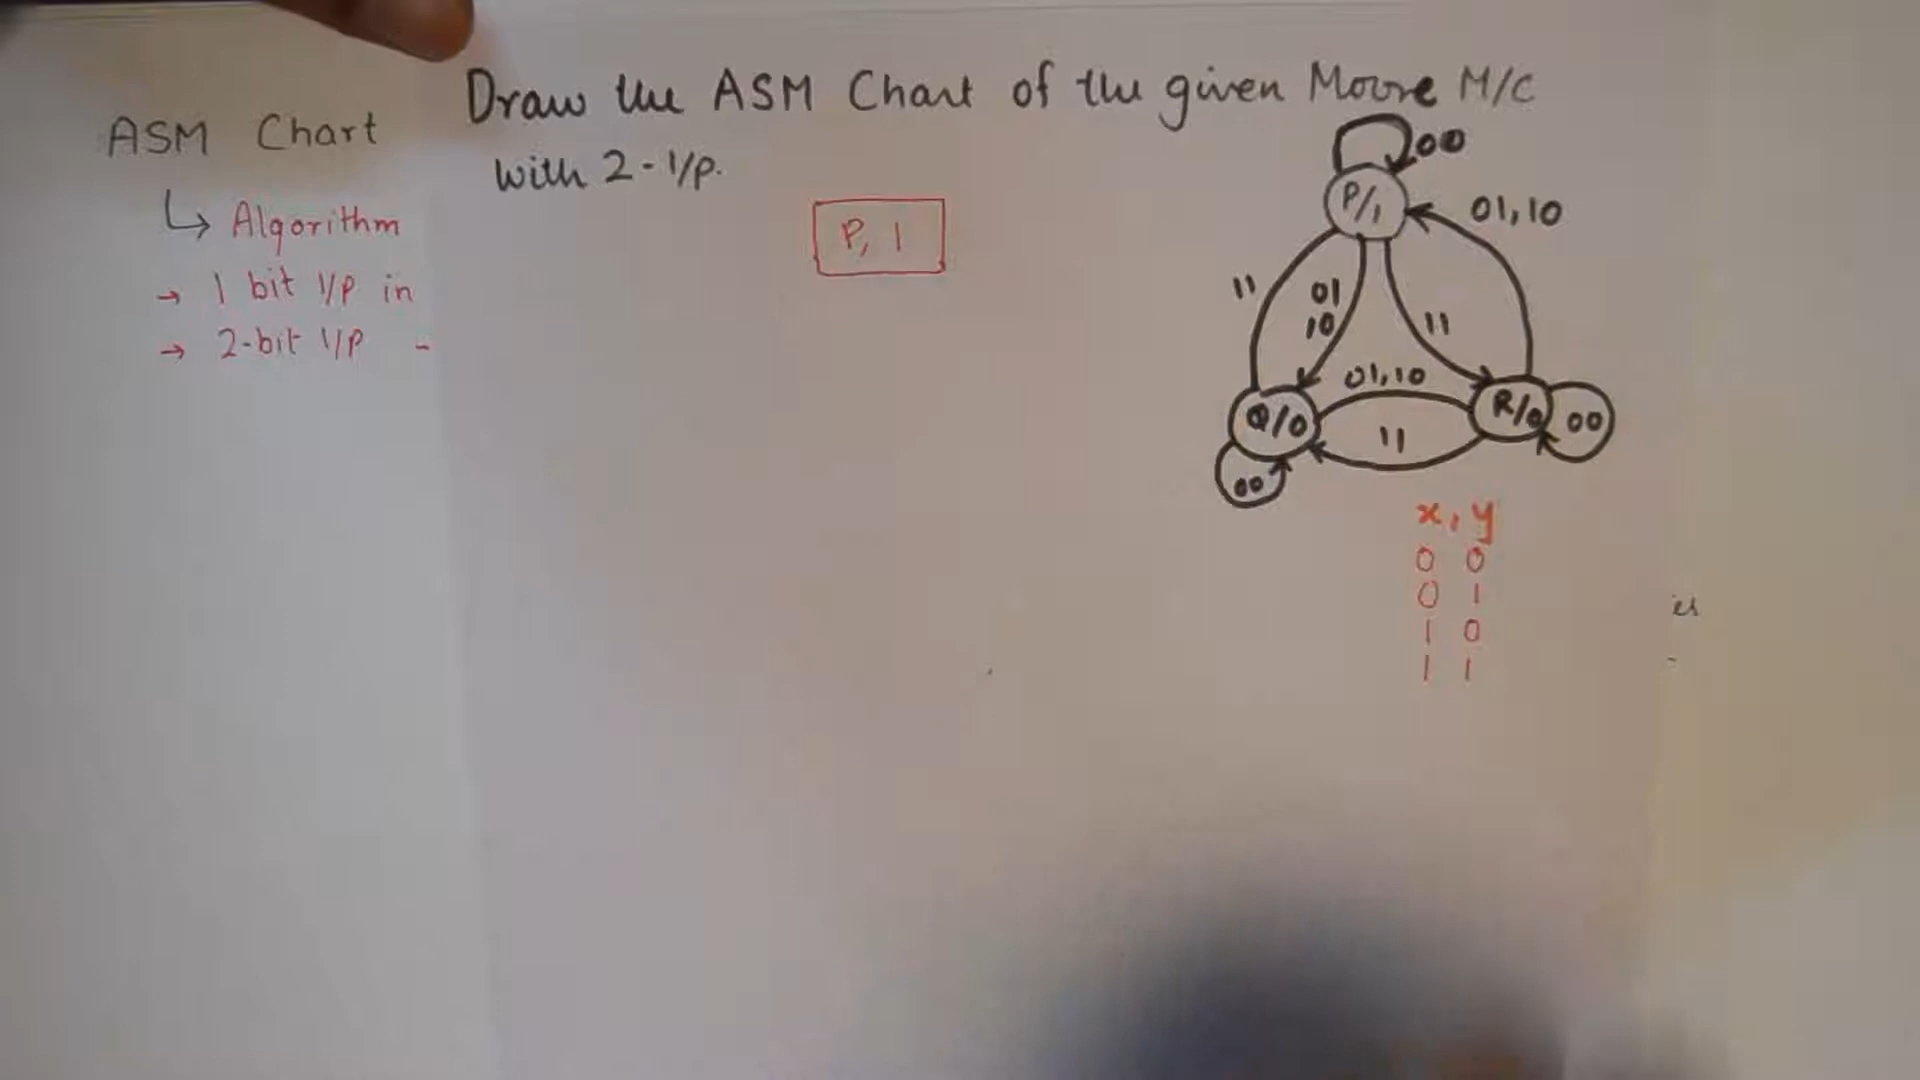 Draw the ASM Chart of the given Moore M/C
with 2-I/P.
ASM Chart
↳ Algorithm
→ 1 bit I/P in
→ 2-bit I/P -
P, 1
00
P/1
01,10
11
01
10
11
01,10
Q/0
R/0
00
11
00
x, y
0 0
0 1
1 0
1 1
es